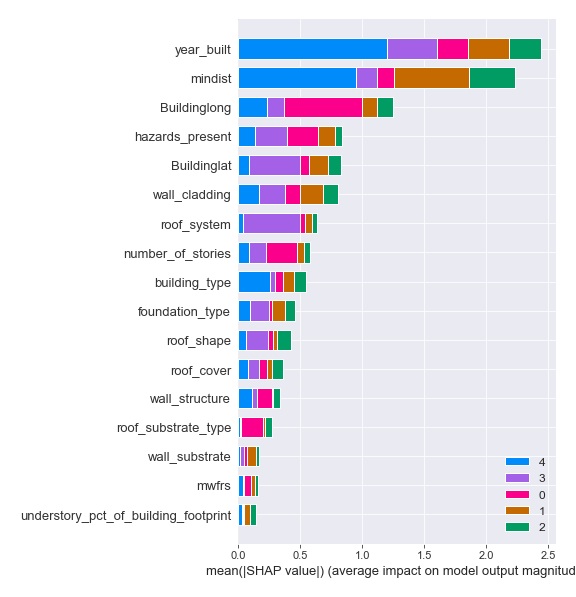 year_built
mindist
Buildinglong
hazards_present
Buildinglat
wall_cladding
roof_system
number_of_stories
building_type
foundation_type
roof_shape
roof_cover
wall_structure
roof_substrate_type
wall_substrate
mwfrs
understory_pct_of_building_footprint
4
3
0
1
2
0.0 0.5 1.0 1.5 2.0 2.5
mean(|SHAP value|) (average impact on model output magnitud